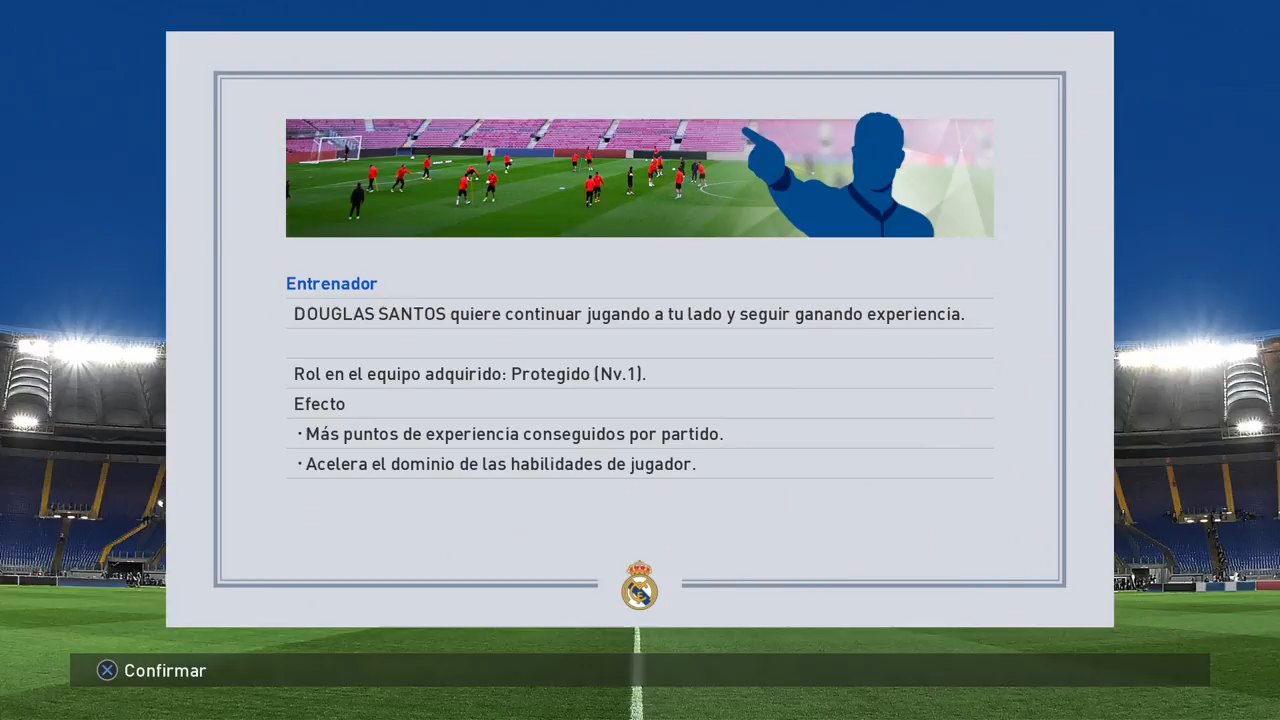 Entrenador
DOUGLAS SANTOS quiere continuar jugando a tu lado y seguir ganando experiencia.
Rol en el equipo adquirido: Protegido (Nv.1).
Efecto
・Más puntos de experiencia conseguidos por partido.
・Acelera el dominio de las habilidades de jugador.
Confirmar